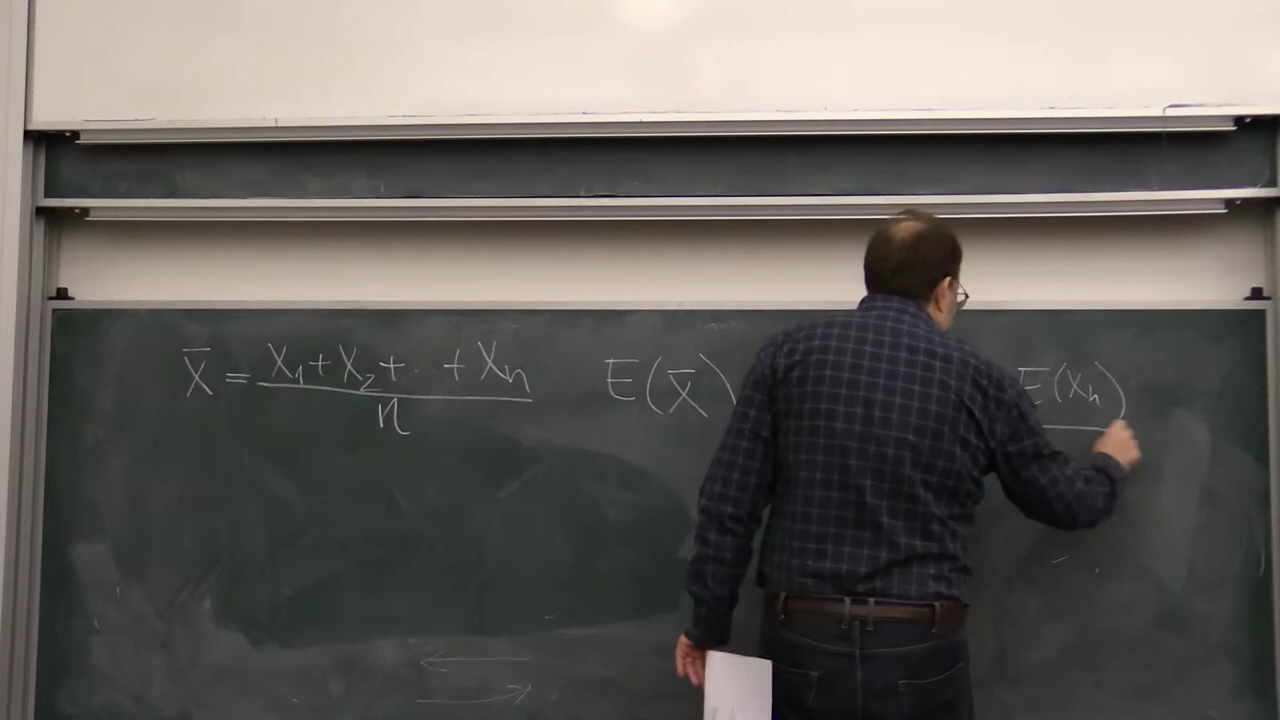 X̄ = (X₁ + X₂ + ... + Xₙ) / n E(X̄) E(Xₙ)